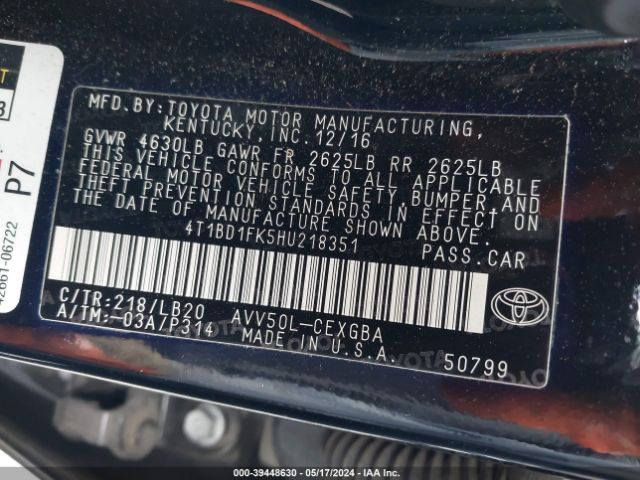 MFD.BY:TOYOTA MOTOR MANUFACTURING,
KENTUCKY,INC.12/16
GVWR 4630LB GAWR FR 2625LB RR 2625LB
THIS VEHICLE CONFORMS TO ALL APPLICABLE
FEDERAL MOTOR VEHICLE SAFETY,BUMPER,AND
THEFT PREVENTION STANDARDS IN EFFECT ON
THE DATE OF MANUFACTURE SHOWN ABOVE.
4T1BD1FK5HU218351 PASS.CAR
C/TR:218/LB20 AVV50L-CEXGBA
A/TM:-03A/P314 MADE IN U.S.A. 50799
P7
42661-06722
000-39448630 - 05/17/2024 - IAA Inc.